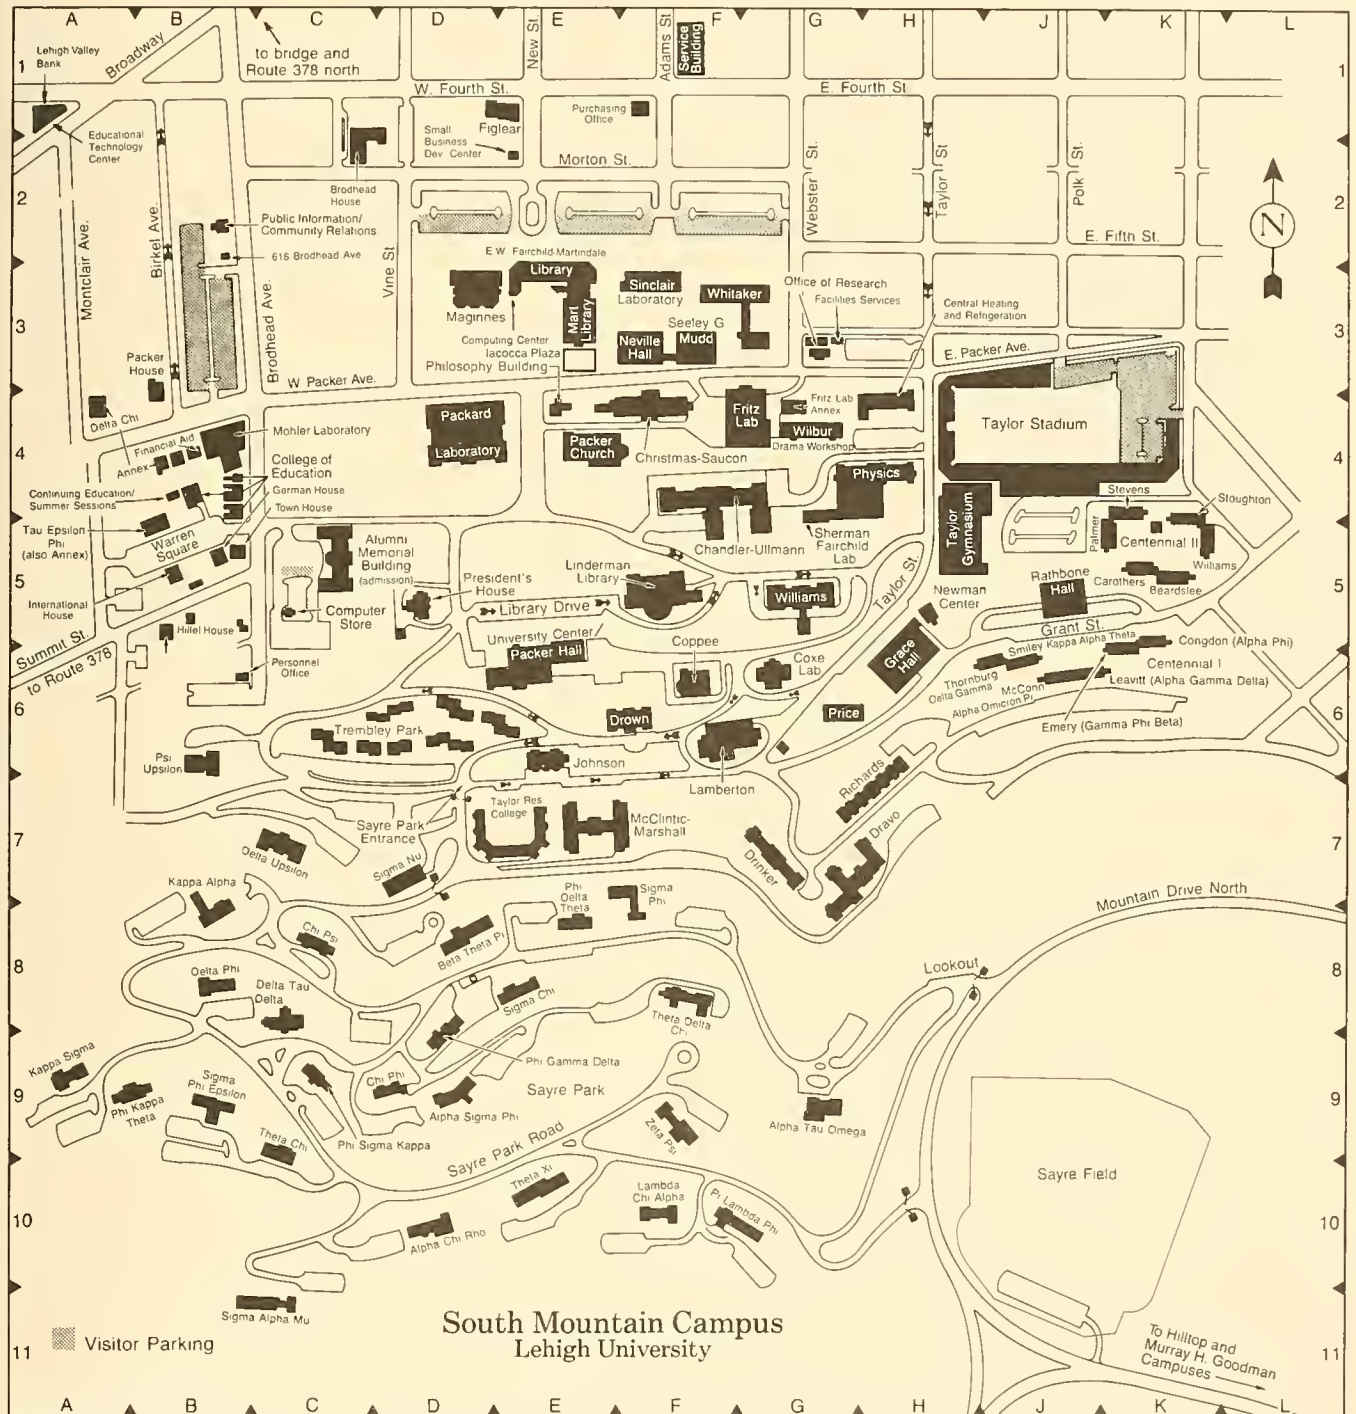 A B C D E F G H J K L
1
2
3
4
5
6
7
8
9
10
11
Lehigh Valley
Bank
Broadway
to bridge and
Route 378 north
New St.
Adams St.
Service
Building
1
W. Fourth St.
E. Fourth St.
Educational
Technology
Center
Figlear
Small
Business
Dev. Center
Purchasing
Office
Morton St.
Brodhead
House
Webster St.
Taylor St
Polk St.
2
Montclair Ave.
Birkel Ave.
Public Information/
Community Relations
616 Brodhead Ave
Vine St
E. Fifth St.
N
E W Fairchild-Martindale
Library
Mart
Library
Maginnes
Computing Center
Iacocca Plaza
Philosophy Building
Sinclair
Laboratory
Whitaker
Seeley G
Mudd
Neville
Hall
Office of Research
Facilities Services
Central Heating
and Refrigeration
3
Brodhead Ave.
Packer
House
W Packer Ave.
E. Packer Ave.
Delta Chi
Financial Aid
Annex
Mohler Laboratory
College of
Education
Gorman House
Town House
Continuing Education/
Summer Sessions
Tau Epsilon
Phi
(also Annex)
Warren
Square
Packard
Laboratory
Packer
Church
Christmas-Saucon
Fritz
Lab
Fritz Lab
Annex
Wilbur
Drama Workshop
Physics
Taylor Stadium
4
Chandler-Ullmann
Sherman
Fairchild
Lab
Taylor
Gymnasium
Stevens
Stoughton
Palmer
Centennial II
Williams
Carothers
Beardslee
Alumni
Memorial
Building
(admission)
President's
House
Linderman
Library
Library Drive
Computer
Store
International
House
Hillel House
Summit St.
to Route 378
Personnel
Office
University Center/
Packer Hall
Coppee
Williams
Taylor St.
Newman
Center
Rathbone
Hall
Grant St.
5
Coxe
Lab
Grace
Hall
Smiley Kappa Alpha Theta
Congdon (Alpha Phi)
Centennial I
Leavitt (Alpha Gamma Delta)
Thornburg
Delta Gamma
McConn
Alpha Omicron Pi
Emery (Gamma Phi Beta)
6
Trembley Park
Drown
Price
Psi
Upsilon
Johnson
Lamberton
Richards
Sayre Park
Entrance
Taylor Res
College
McClintic-
Marshall
Drinker
Dravo
7
Delta Upsilon
Sigma Nu
Kappa Alpha
Phi
Delta
Theta
Sigma
Phi
Mountain Drive North
Chi Psi
Beta Theta Pi
Lookout
8
Delta Phi
Delta Tau
Delta
Sigma Chi
Theta Delta
Chi
Kappa Sigma
Phi Gamma Delta
Phi Kappa
Theta
Sigma
Phi Epsilon
Chi Phi
Alpha Sigma Phi
Sayre Park
Zeta Psi
Alpha Tau Omega
9
Theta Chi
Phi Sigma Kappa
Sayre Park Road
Theta Xi
Lambda
Chi Alpha
Pi Lambda Phi
Sayre Field
Alpha Chi Rho
10
Sigma Alpha Mu
South Mountain Campus
Lehigh University
Visitor Parking
To Hilltop and
Murray H. Goodman
Campuses
11
A B C D E F G H J K L